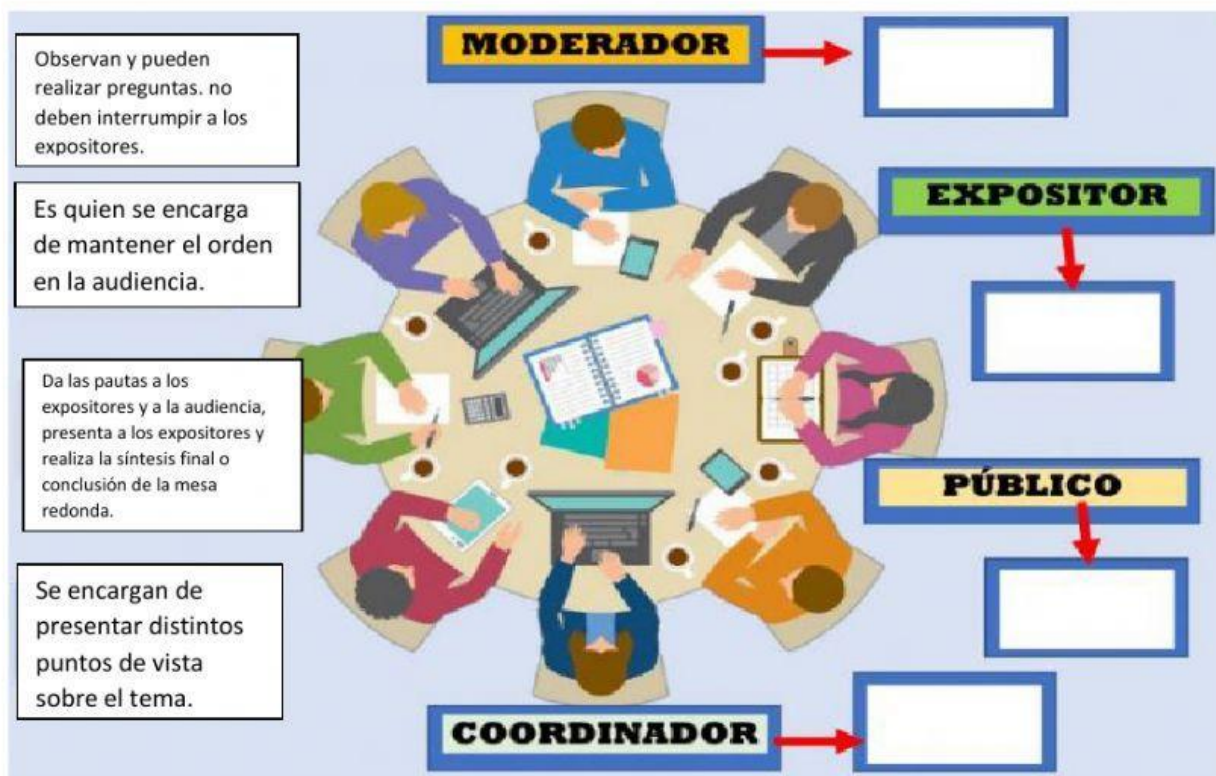 Observan y pueden
realizar preguntas. no
deben interrumpir a los
expositores.
Es quien se encarga
de mantener el orden
en la audiencia.
Da las pautas a los
expositores y a la audiencia,
presenta a los expositores y
realiza la síntesis final o
conclusión de la mesa
redonda.
Se encargan de
presentar distintos
puntos de vista
sobre el tema.
MODERADOR
EXPOSITOR
PÚBLICO
COORDINADOR